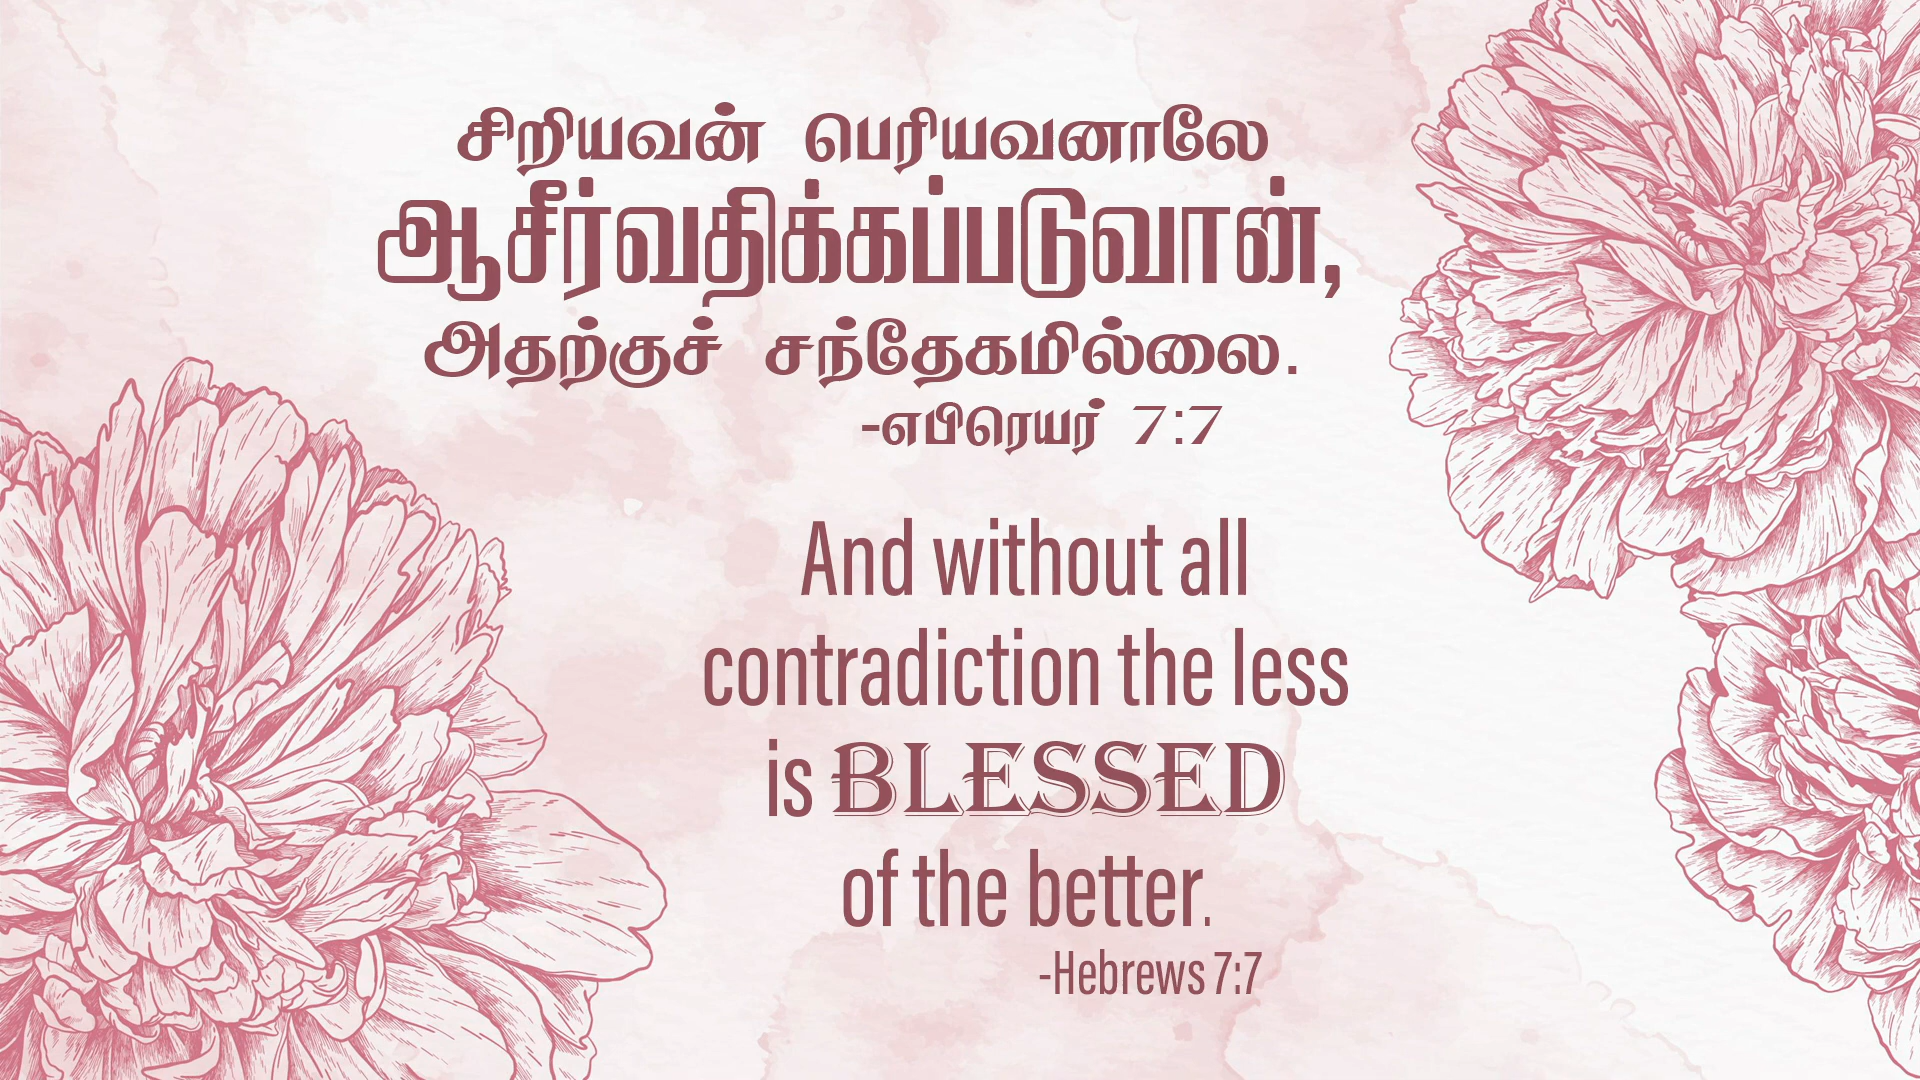 சிறியவன் பெரியவனாலே
ஆசீர்வதிக்கப்படுவான்,
அதற்குச் சந்தேகமில்லை.
-எபிரெயர் 7:7
And without all
contradiction the less
is BLESSED
of the better.
-Hebrews 7:7